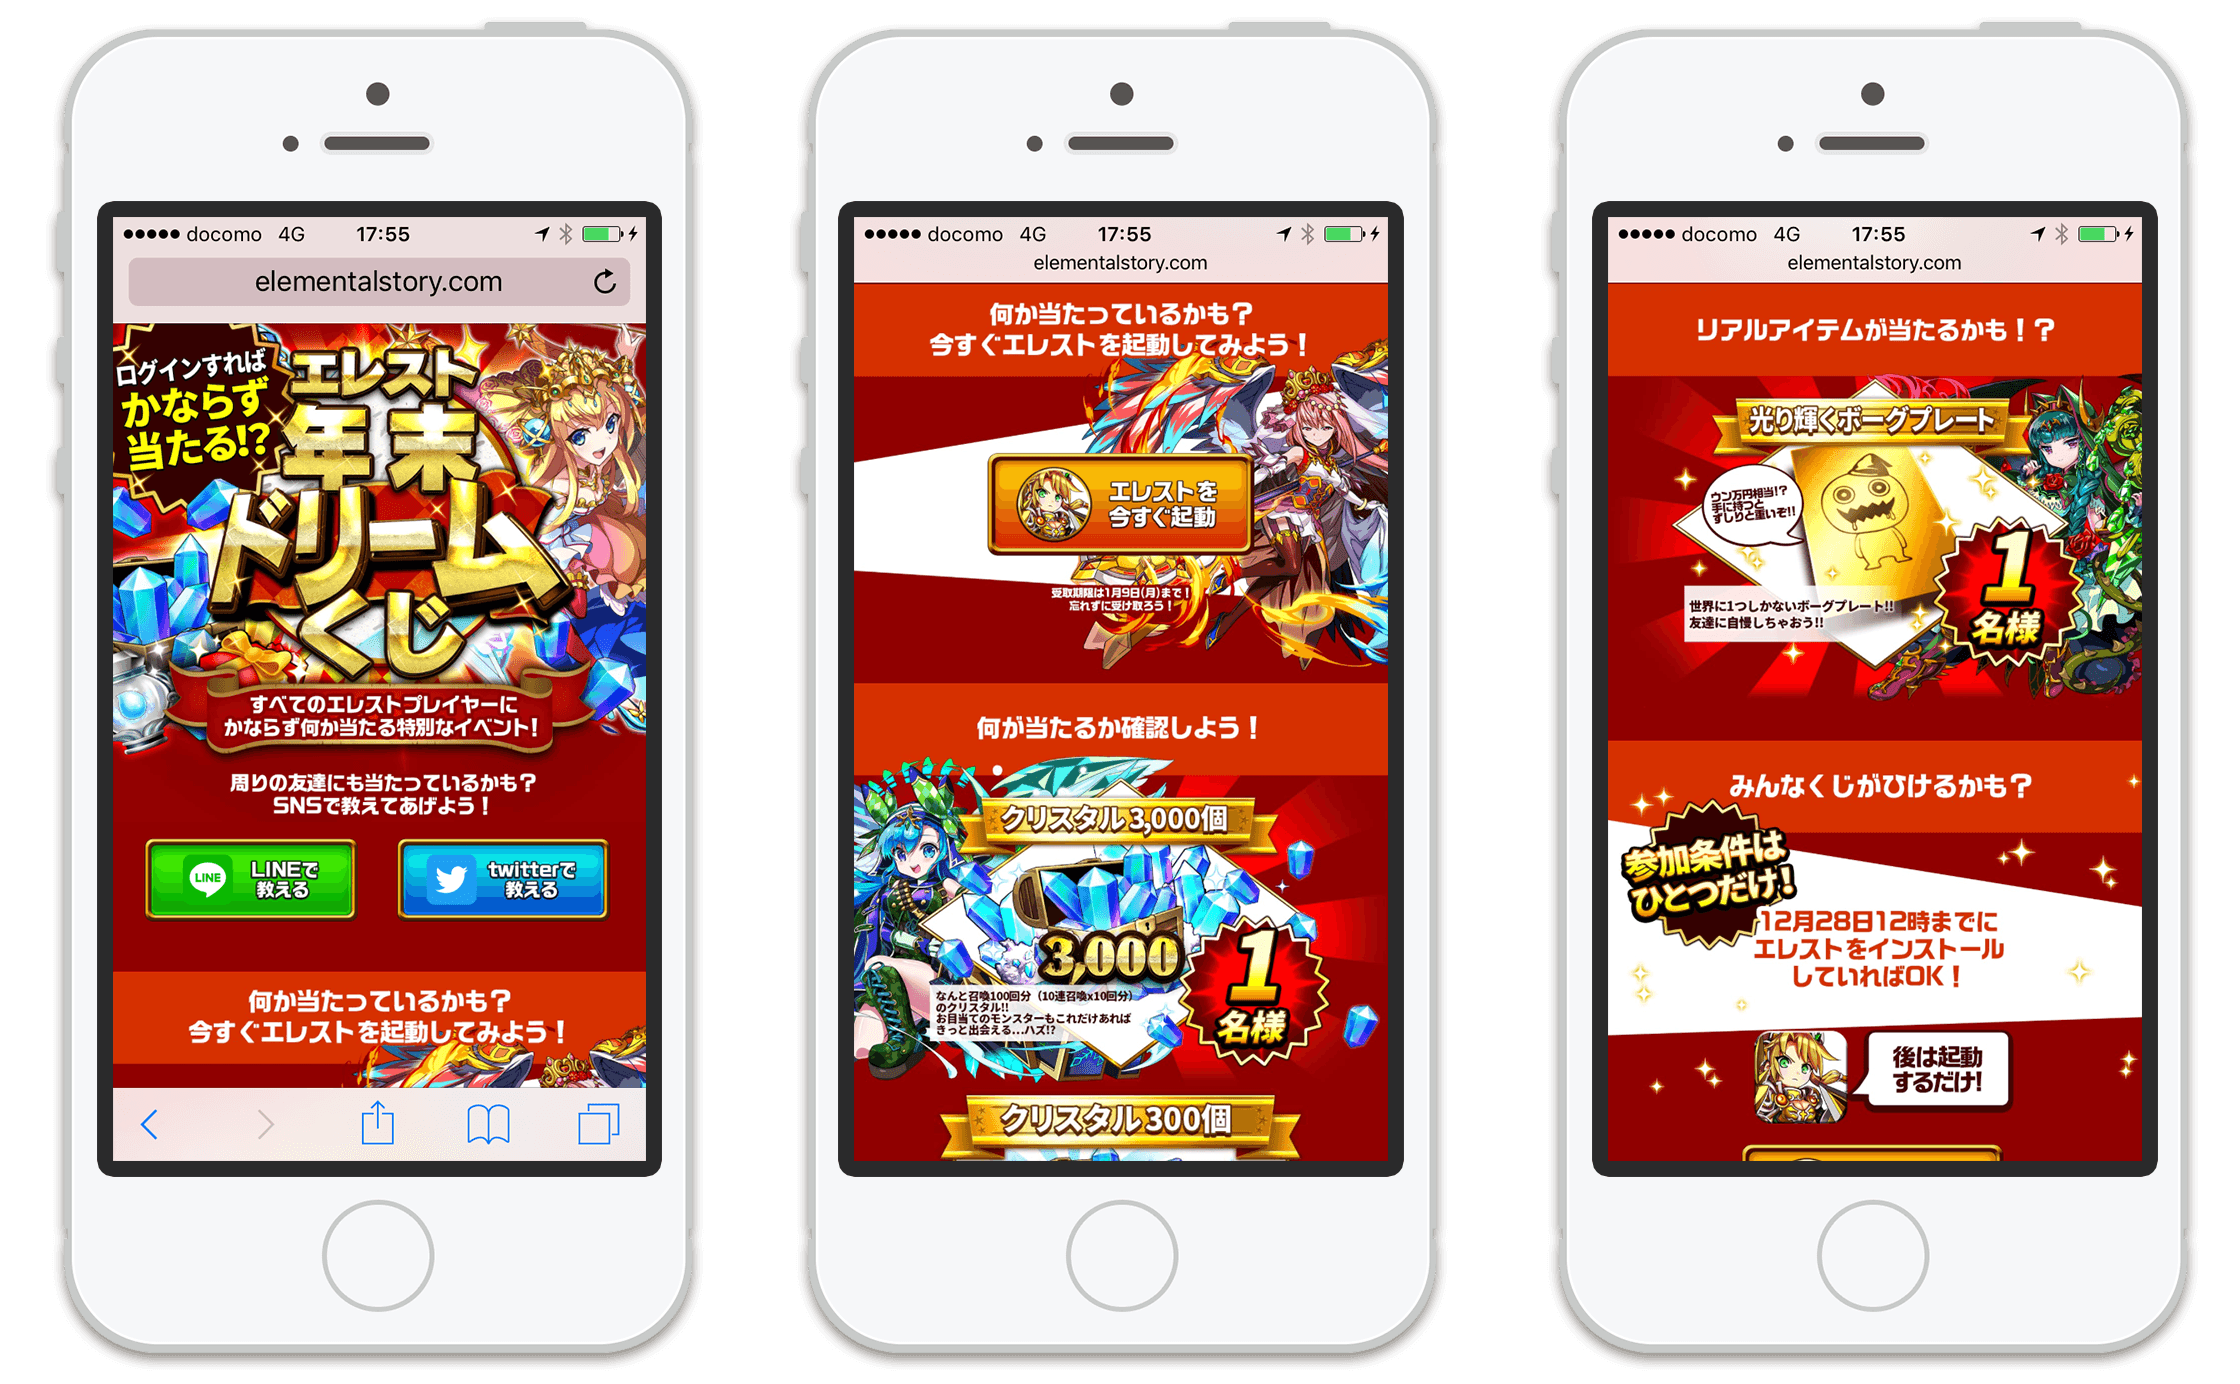 docomo 4G 17:55
elementalstory.com
ログインすれば
かならず
当たる!?
エレスト
年末
ドリーム
くじ
すべてのエレストプレイヤーに
かならず何か当たる特別なイベント！
周りの友達にも当たっているかも？
SNSで教えてあげよう！
LINE
LINEで
教える
twitterで
教える
何か当たっているかも？
今すぐエレストを起動してみよう！
docomo 4G 17:55
elementalstory.com
何か当たっているかも？
今すぐエレストを起動してみよう！
エレストを
今すぐ起動
受取期限は1月9日(月)まで！
忘れずに受け取ろう！
何が当たるか確認しよう！
クリスタル3,000個
3,000
なんと召喚100回分（10連召喚x10回分）
のクリスタル!!
お目当てのモンスターもこれだけあれば
きっと出会える…ハズ!?
1
名様
クリスタル300個
docomo 4G 17:55
elementalstory.com
リアルアイテムが当たるかも！？
光り輝くボーグプレート
ウン万円相当!?
手に持つと
ずしりと重いぞ!!
世界に1つしかないボーグプレート!!
友達に自慢しちゃおう!!
1
名様
みんなくじがひけるかも？
参加条件は
ひとつだけ！
12月28日12時までに
エレストをインストール
していればOK！
後は起動
するだけ!